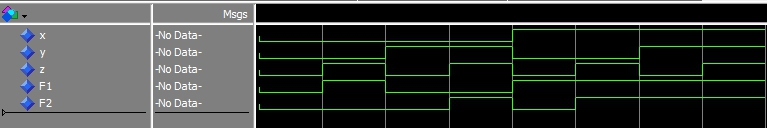 Msgs
x -No Data-
y -No Data-
z -No Data-
F1 -No Data-
F2 -No Data-